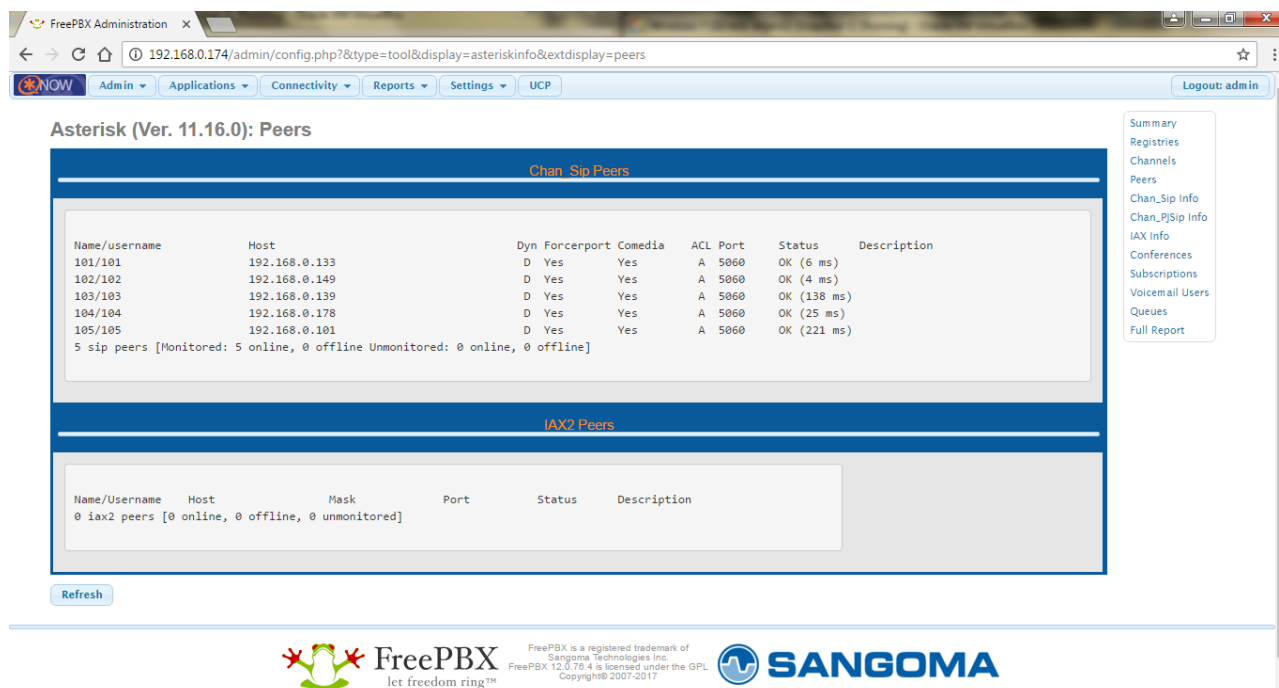 FreePBX Administration
192.168.0.174/admin/config.php?&type=tool&display=asteriskinfo&extdisplay=peers
NOW Admin Applications Connectivity Reports Settings UCP Logout: admin
Asterisk (Ver. 11.16.0): Peers
Chan_Sip Peers
Name/username Host Dyn Forcerport Comedia ACL Port Status Description
101/101 192.168.0.133 D Yes Yes A 5060 OK (6 ms)
102/102 192.168.0.149 D Yes Yes A 5060 OK (4 ms)
103/103 192.168.0.139 D Yes Yes A 5060 OK (138 ms)
104/104 192.168.0.178 D Yes Yes A 5060 OK (25 ms)
105/105 192.168.0.101 D Yes Yes A 5060 OK (221 ms)
5 sip peers [Monitored: 5 online, 0 offline Unmonitored: 0 online, 0 offline]
IAX2 Peers
Name/Username Host Mask Port Status Description
0 iax2 peers [0 online, 0 offline, 0 unmonitored]
Refresh
Summary
Registries
Channels
Peers
Chan_Sip Info
Chan_PJSip Info
IAX Info
Conferences
Subscriptions
Voicemail Users
Queues
Full Report
FreePBX
let freedom ring™
FreePBX is a registered trademark of
Sangoma Technologies Inc.
FreePBX 12.0.76.4 is licensed under the GPL
Copyright© 2007-2017
SANGOMA